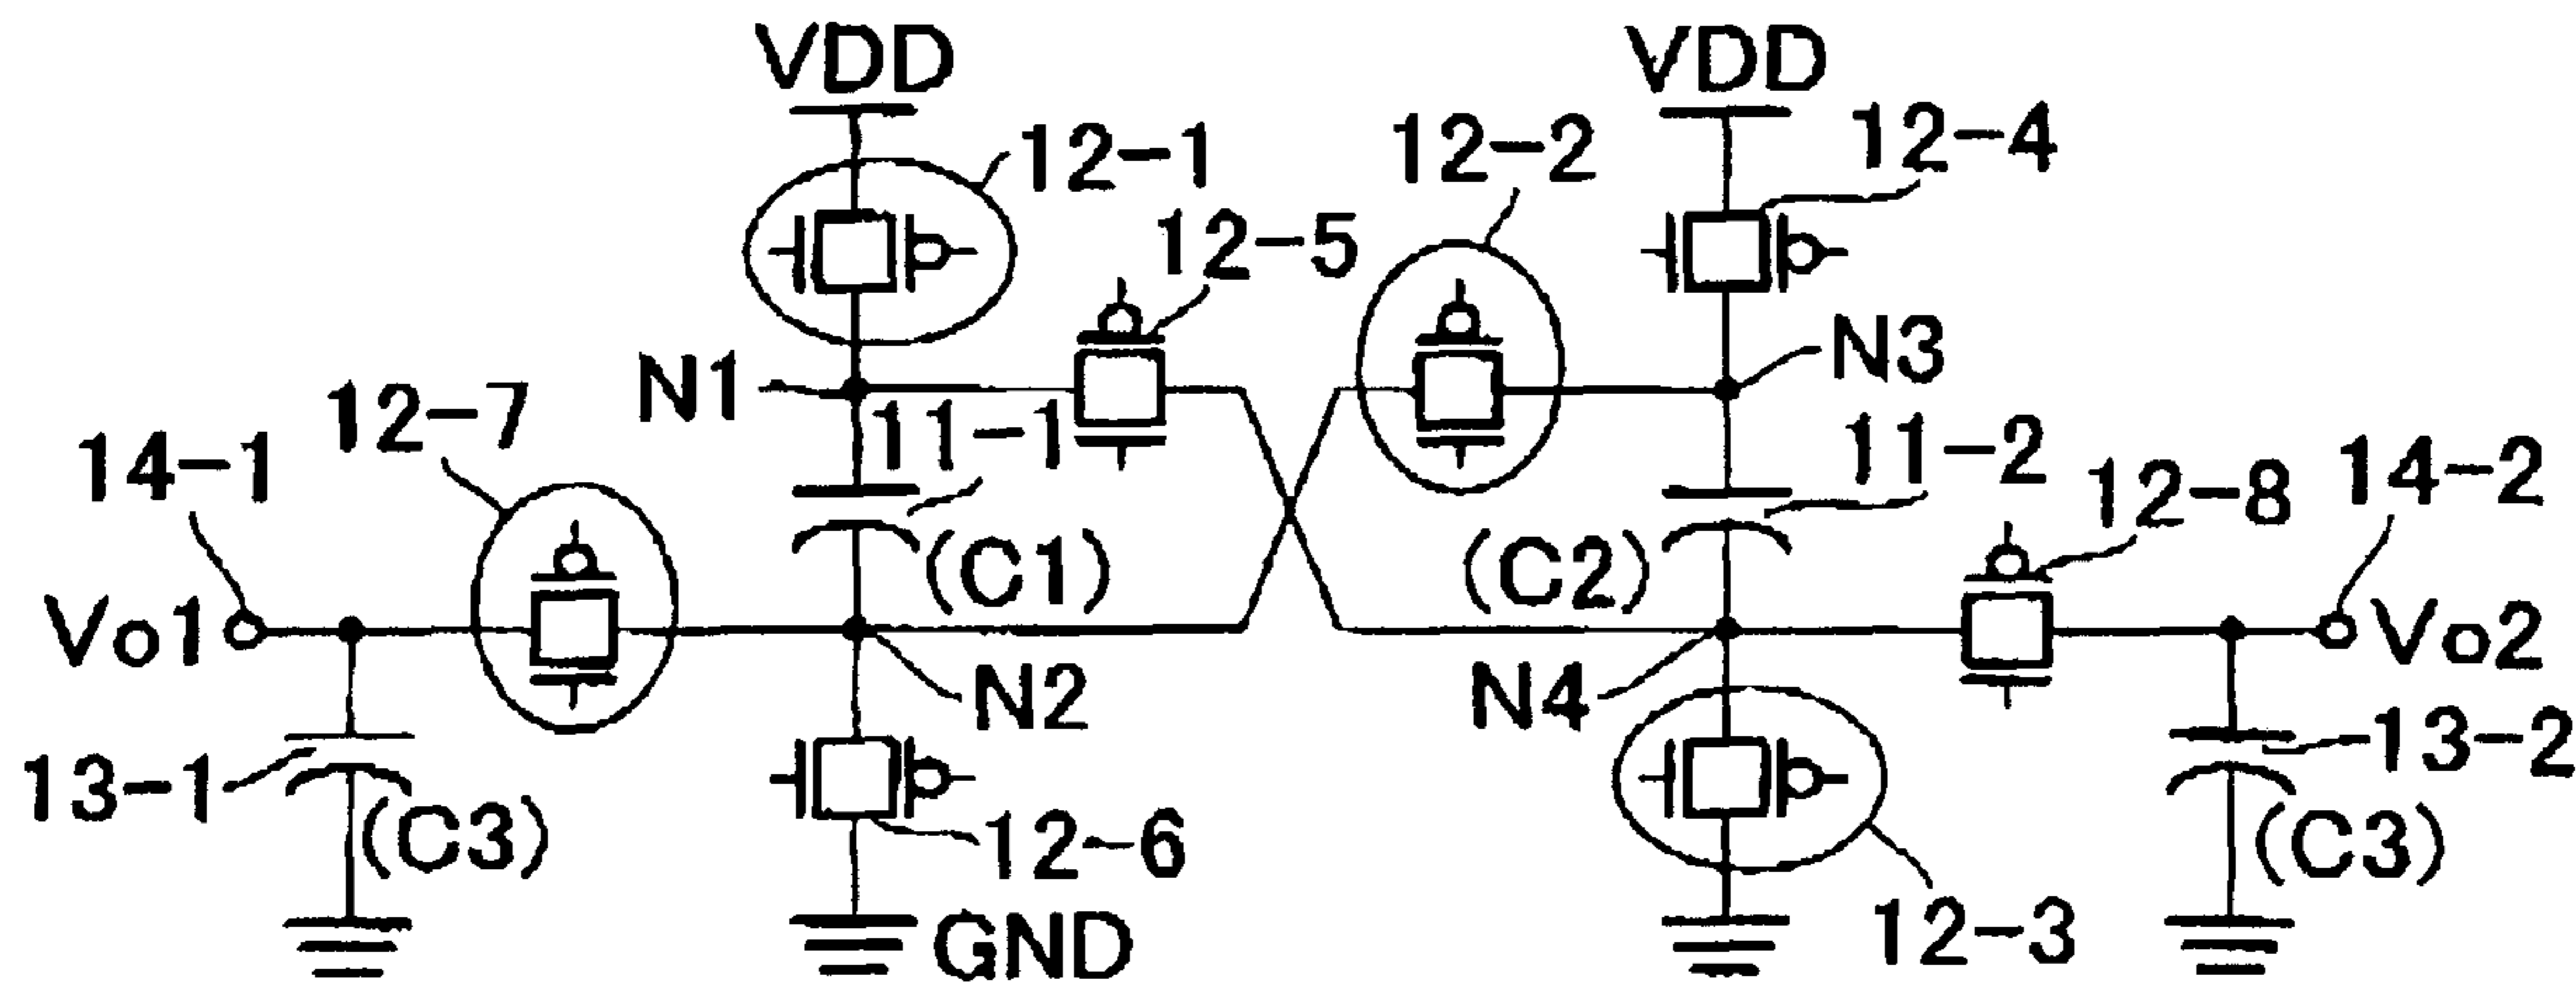 VDD
VDD
12-1
12-2
12-4
12-5
N1
N3
12-7
11-1
11-2
14-1
12-8
14-2
(C1)
(C2)
Vo1
Vo2
N2
N4
13-1
13-2
(C3)
12-6
(C3)
GND
12-3